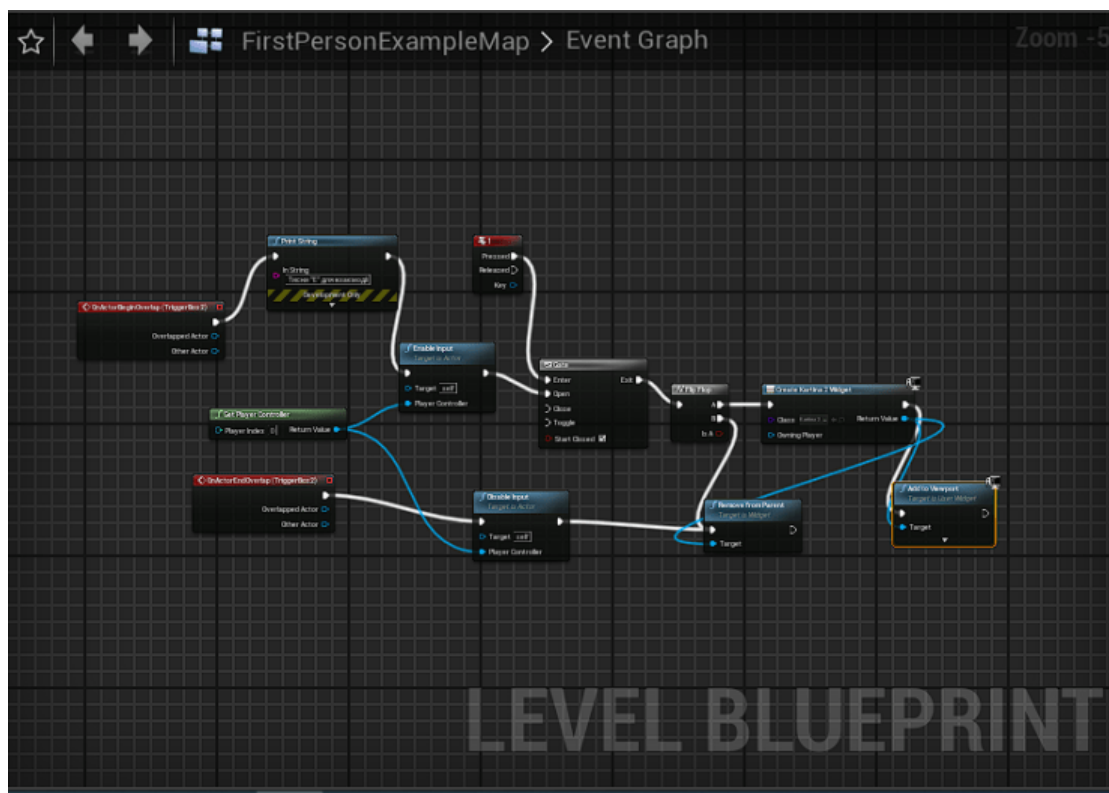 FirstPersonExampleMap > Event Graph
Zoom -5
Print String
In String
Development Only
OnActorBeginOverlap (TriggerBox2)
Overlapped Actor
Other Actor
1
Pressed
Released
Key
Enable Input
Target is Actor
Target self
Player Controller
Get Player Controller
Player Index 0 Return Value
Gate
Enter Exit
Open
Close
Toggle
Start Closed
Flip Flop
A
B
Is A
Create Kartina 2 Widget
Class Return Value
Owning Player
OnActorEndOverlap (TriggerBox2)
Overlapped Actor
Other Actor
Disable Input
Target is Actor
Target self
Player Controller
Remove from Parent
Target is Widget
Target
Add to Viewport
Target is User Widget
Target
LEVEL BLUEPRINT